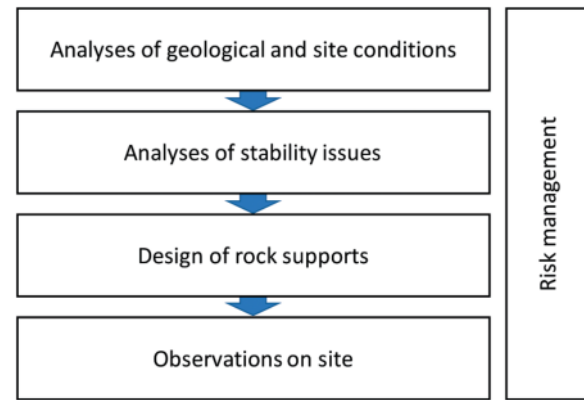 Analyses of geological and site conditions
Analyses of stability issues
Design of rock supports
Observations on site
Risk management